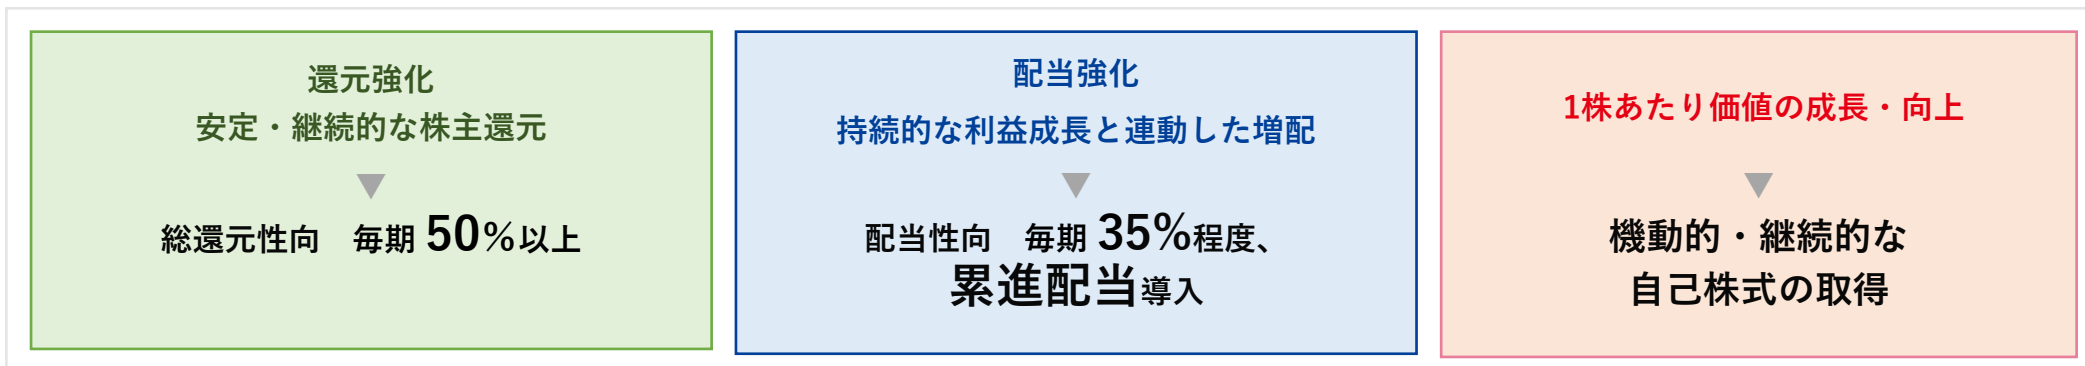 還元強化
安定・継続的な株主還元
▼
総還元性向　毎期 50%以上
配当強化
持続的な利益成長と連動した増配
▼
配当性向　毎期 35%程度、
累進配当導入
1株あたり価値の成長・向上
▼
機動的・継続的な
自己株式の取得